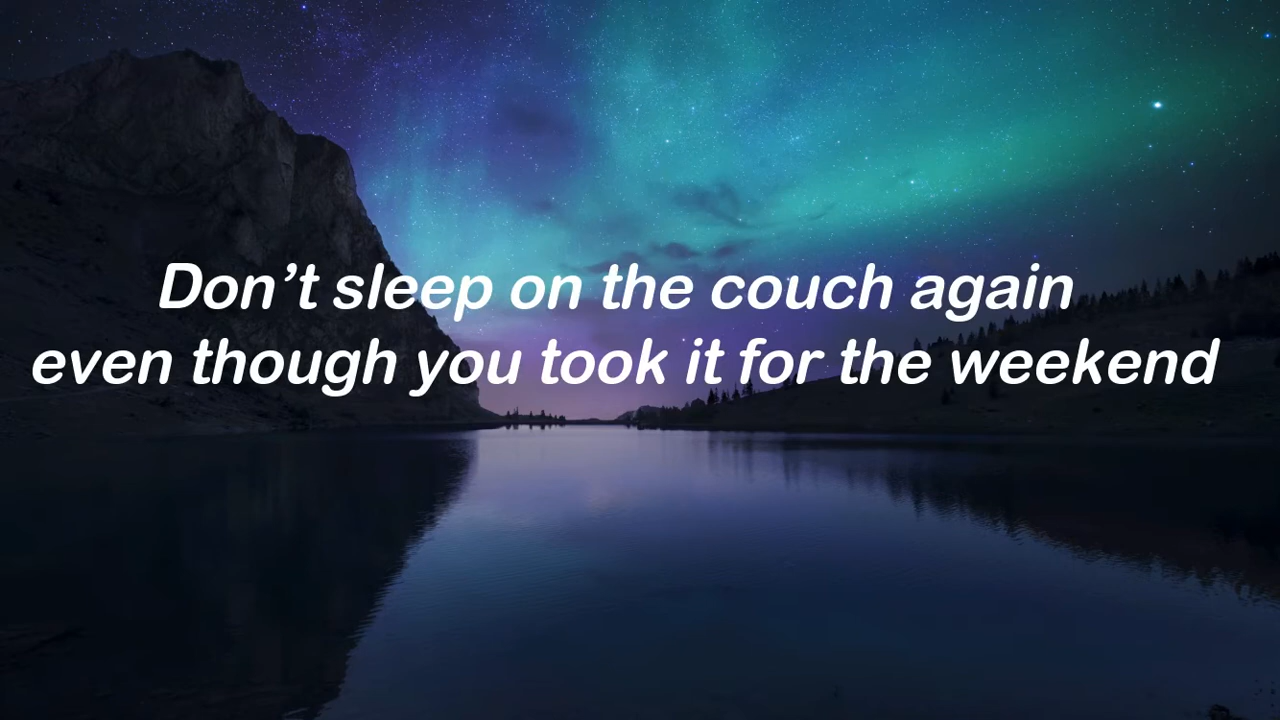 Don’t sleep on the couch again
even though you took it for the weekend